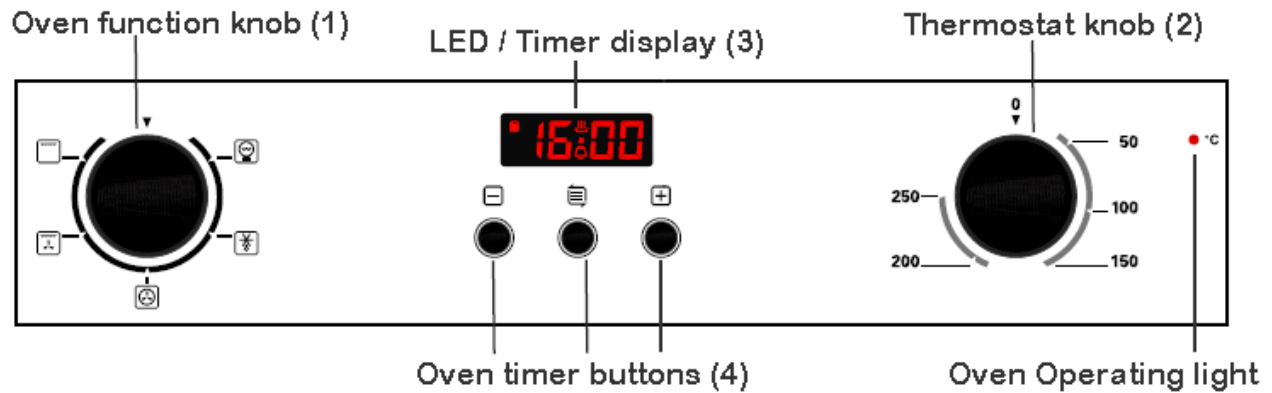 Oven function knob (1)
LED / Timer display (3)
Thermostat knob (2)
16:00
0
50
100
150
200
250
°C
Oven timer buttons (4)
Oven Operating light